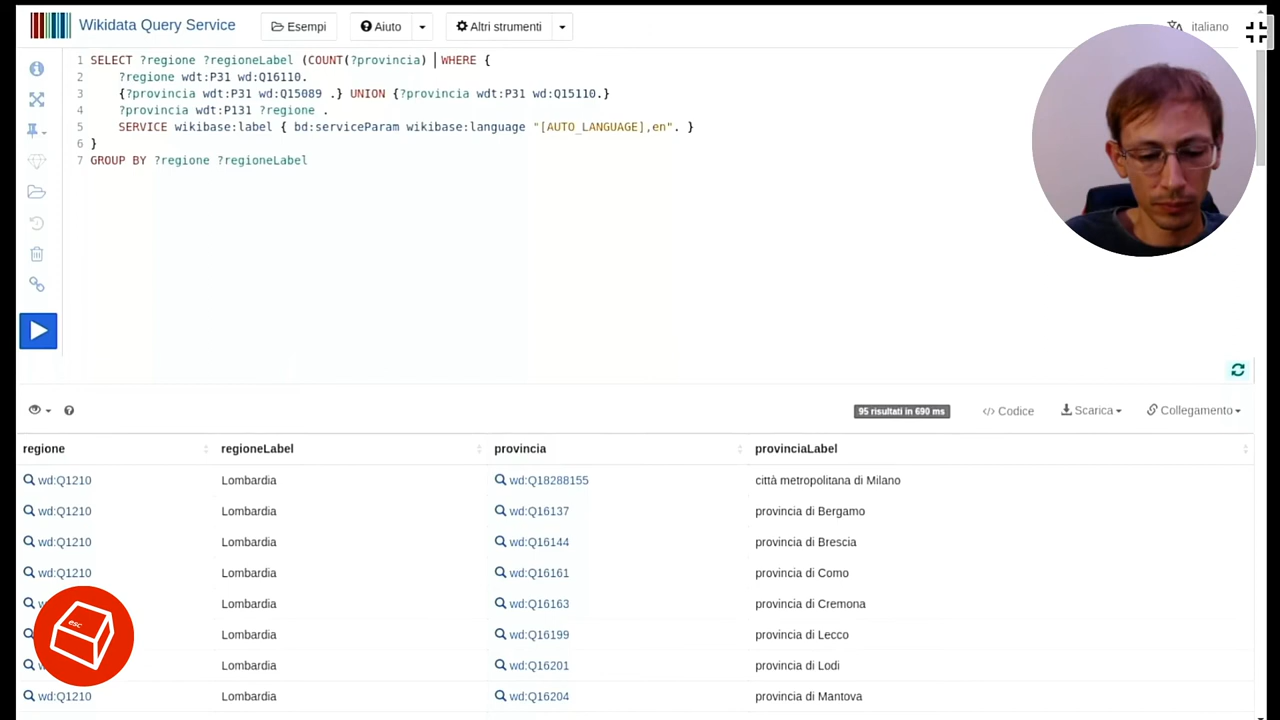 Wikidata Query Service Esempi Aiuto Altri strumenti italiano
1 SELECT ?regione ?regioneLabel (COUNT(?provincia) WHERE {
2 ?regione wdt:P31 wd:Q16110.
3 {?provincia wdt:P31 wd:Q15089 .} UNION {?provincia wdt:P31 wd:Q15110.}
4 ?provincia wdt:P131 ?regione .
5 SERVICE wikibase:label { bd:serviceParam wikibase:language "[AUTO_LANGUAGE],en". }
6 }
7 GROUP BY ?regione ?regioneLabel
95 risultati in 690 ms </> Codice Scarica Collegamento
regione regioneLabel provincia provinciaLabel
wd:Q1210 Lombardia wd:Q18288155 città metropolitana di Milano
wd:Q1210 Lombardia wd:Q16137 provincia di Bergamo
wd:Q1210 Lombardia wd:Q16144 provincia di Brescia
wd:Q1210 Lombardia wd:Q16161 provincia di Como
Lombardia wd:Q16163 provincia di Cremona
esc
Lombardia wd:Q16199 provincia di Lecco
Lombardia wd:Q16201 provincia di Lodi
wd:Q1210 Lombardia wd:Q16204 provincia di Mantova